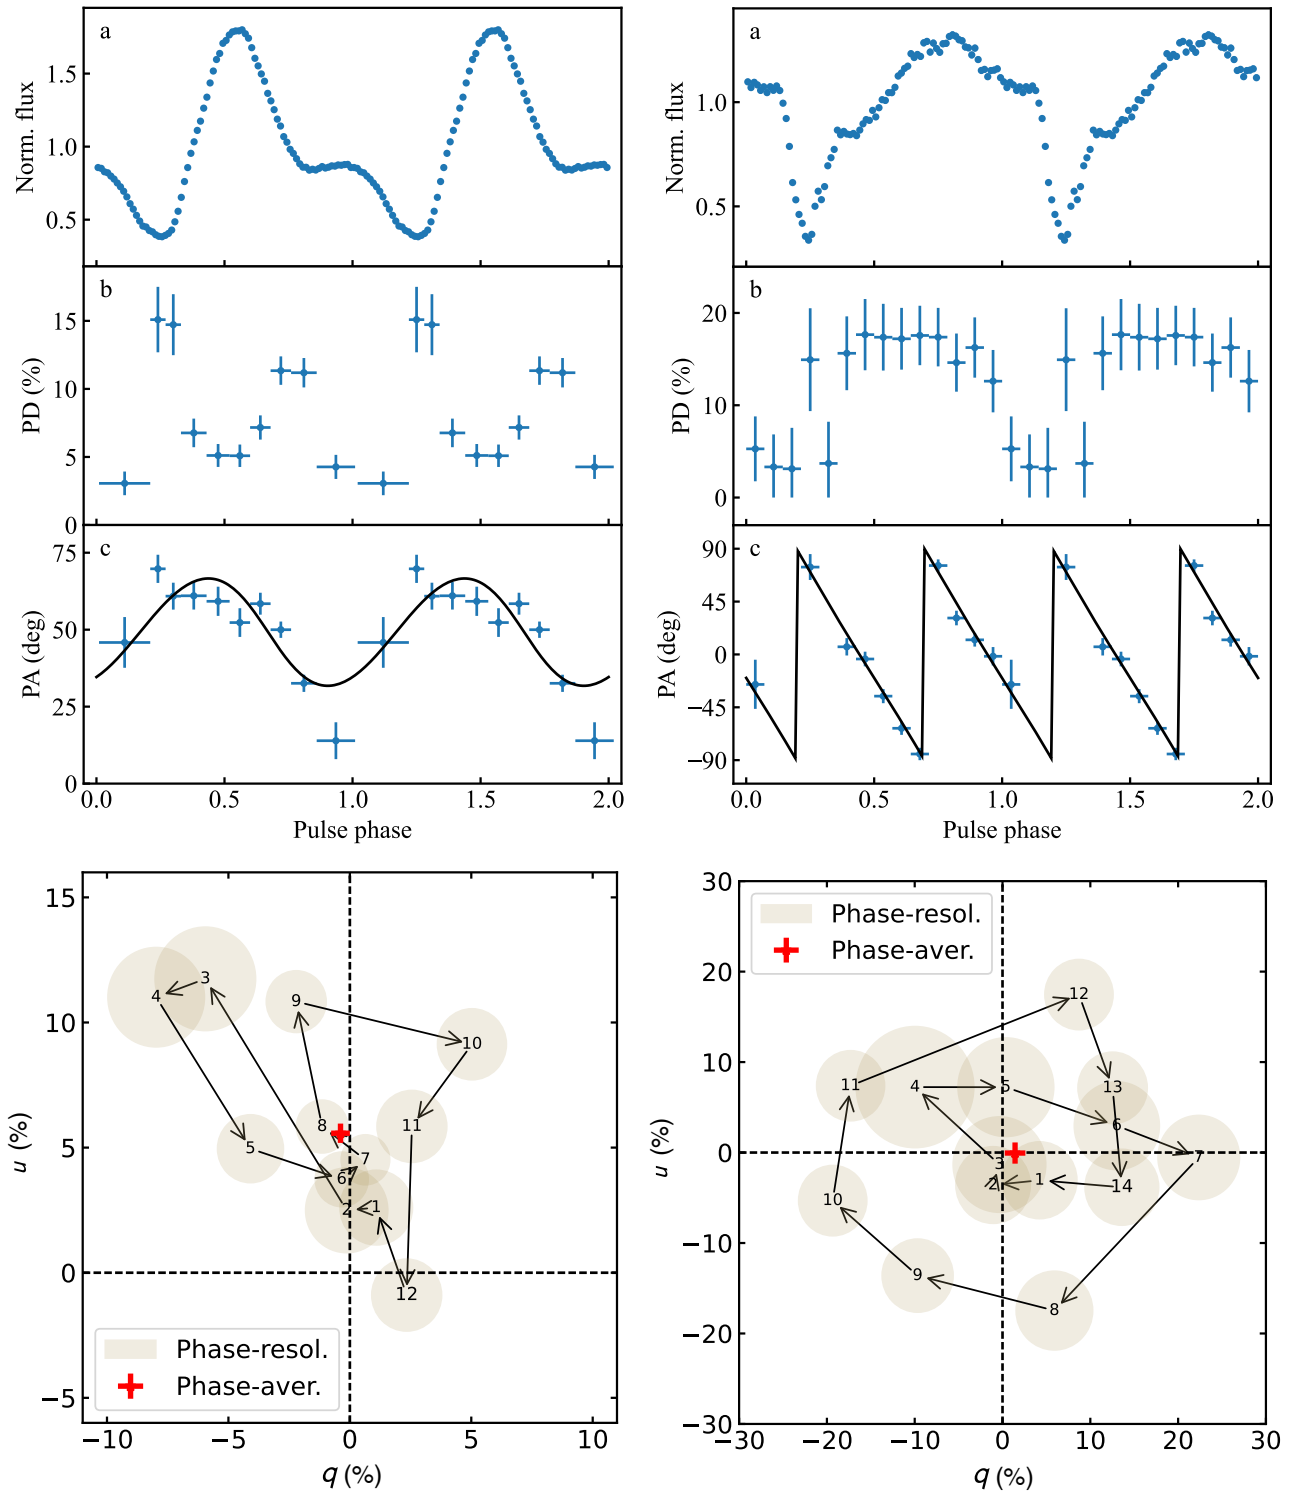 a
Norm. flux
1.5
1.0
0.5
b
PD (%)
15
10
5
0
c
PA (deg)
75
50
25
0
0.0 0.5 1.0 1.5 2.0
Pulse phase
a
Norm. flux
1.0
0.5
b
PD (%)
20
10
0
c
PA (deg)
90
45
0
−45
−90
0.0 0.5 1.0 1.5 2.0
Pulse phase
u (%)
15
10
5
0
−5
3
4
9
10
8
11
5
7
6
2
1
12
Phase-resol.
Phase-aver.
−10 −5 0 5 10
q (%)
u (%)
30
20
10
0
−10
−20
−30
Phase-resol.
Phase-aver.
12
11
4
5
13
6
3
7
2
1
14
10
9
8
−30 −20 −10 0 10 20 30
q (%)